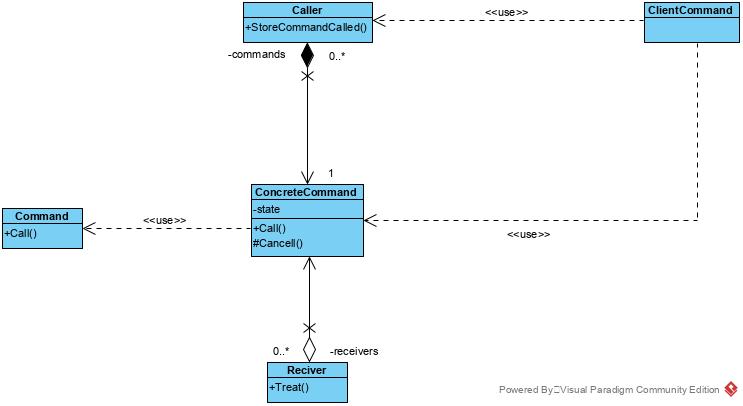 Caller
+StoreCommandCalled()
<<use>>
ClientCommand
-commands
0..*
1
ConcreteCommand
-state
+Call()
#Cancell()
Command
+Call()
<<use>>
<<use>>
0..*
-receivers
Reciver
+Treat()
Powered By Visual Paradigm Community Edition